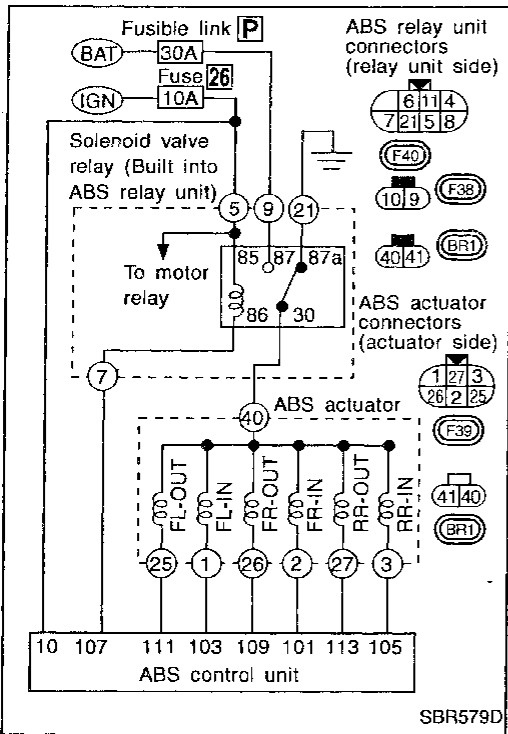 Fusible link P
BAT 30A
Fuse 26
IGN 10A
Solenoid valve
relay (Built into
ABS relay unit)
5 9 21
85 87 87a
To motor
relay
86 30
7
40 ABS actuator
FL-OUT FL-IN FR-OUT FR-IN RR-OUT RR-IN
25 1 26 2 27 3
10 107 111 103 109 101 113 105
ABS control unit
ABS relay unit
connectors
(relay unit side)
6 11 4
7 21 5 8
F40
10 9 F38
40 41 BR1
ABS actuator
connectors
(actuator side)
1 27 3
26 2 25
F39
41 40
BR1
SBR579D